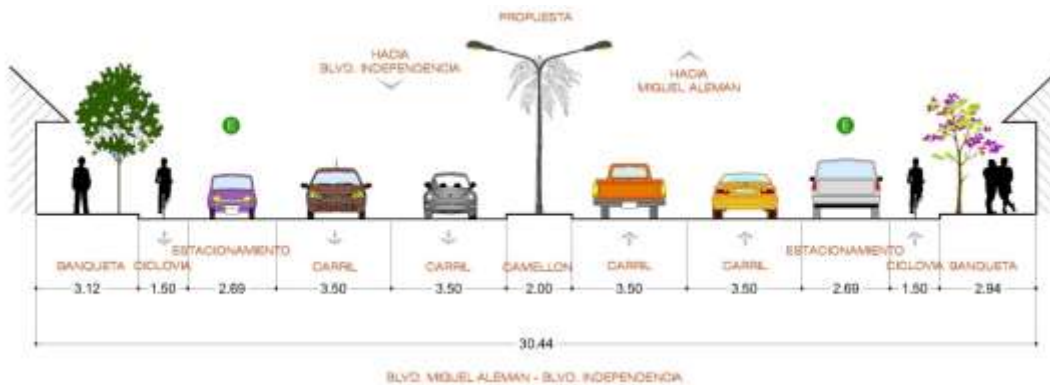 PROPUESTA
HACIA
BLVD. INDEPENDENCIA
HACIA
MIGUEL ALEMAN
E
E
BANQUETA CICLOVIA ESTACIONAMIENTO CARRIL CARRIL CAMELLON CARRIL CARRIL ESTACIONAMIENTO CICLOVIA BANQUETA
3.12 1.50 2.69 3.50 3.50 2.00 3.50 3.50 2.69 1.50 2.94
30.44
BLVD. MIGUEL ALEMAN - BLVD. INDEPENDENCIA